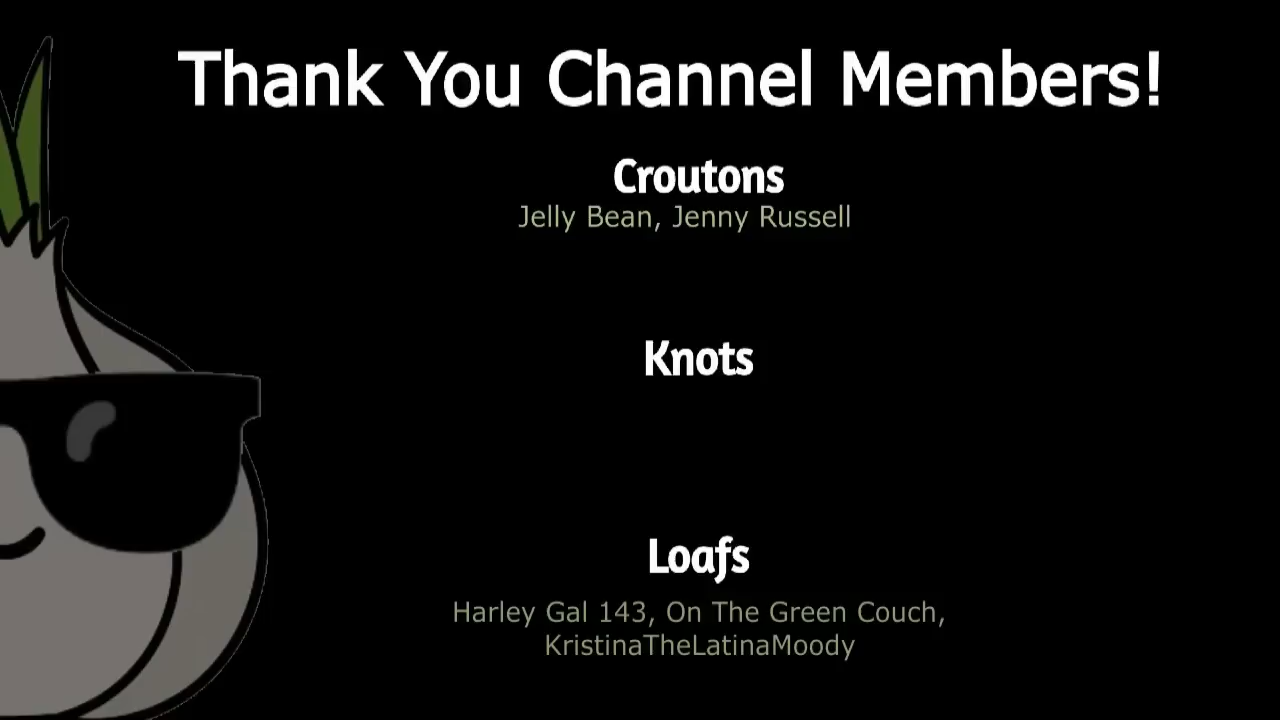 Thank You Channel Members!
Croutons
Jelly Bean, Jenny Russell
Knots
Loafs
Harley Gal 143, On The Green Couch,
KristinaTheLatinaMoody